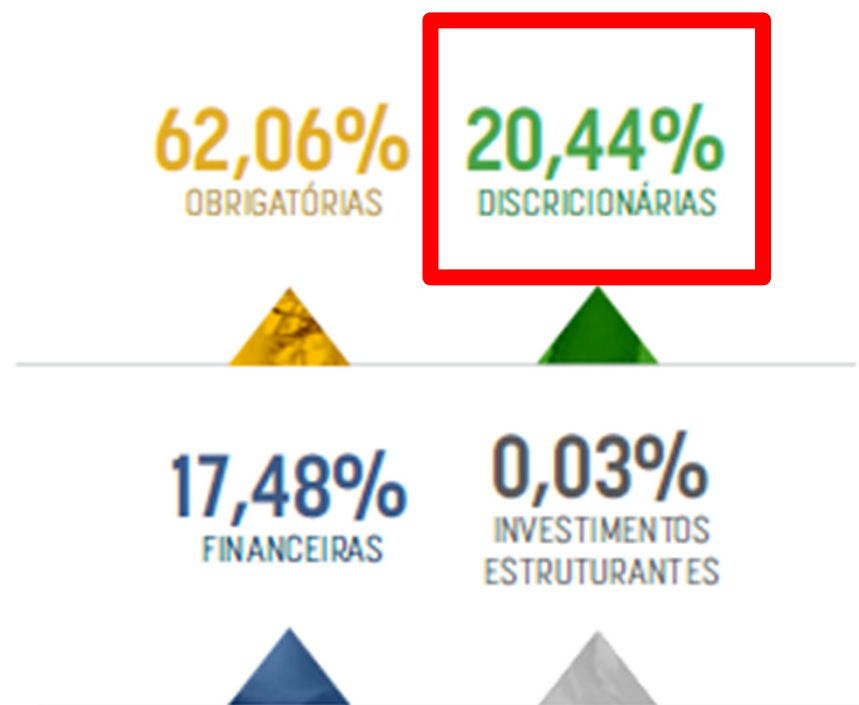 62,06%
OBRIGATÓRIAS
20,44%
DISCRICIONÁRIAS
17,48%
FINANCEIRAS
0,03%
INVESTIMENTOS
ESTRUTURANTES